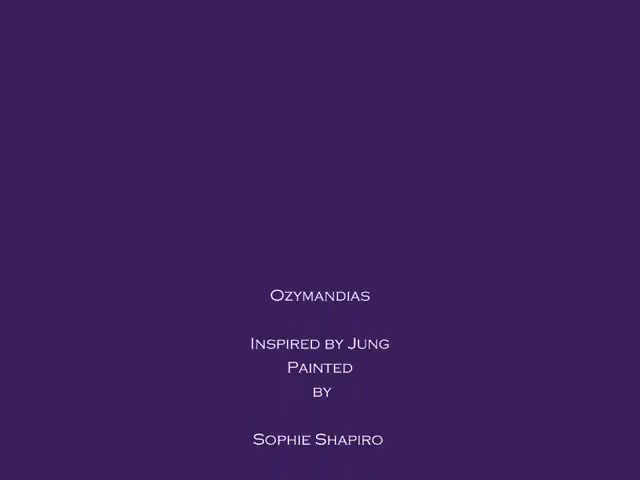 Ozymandias
Inspired by Jung
Painted
by
Sophie Shapiro